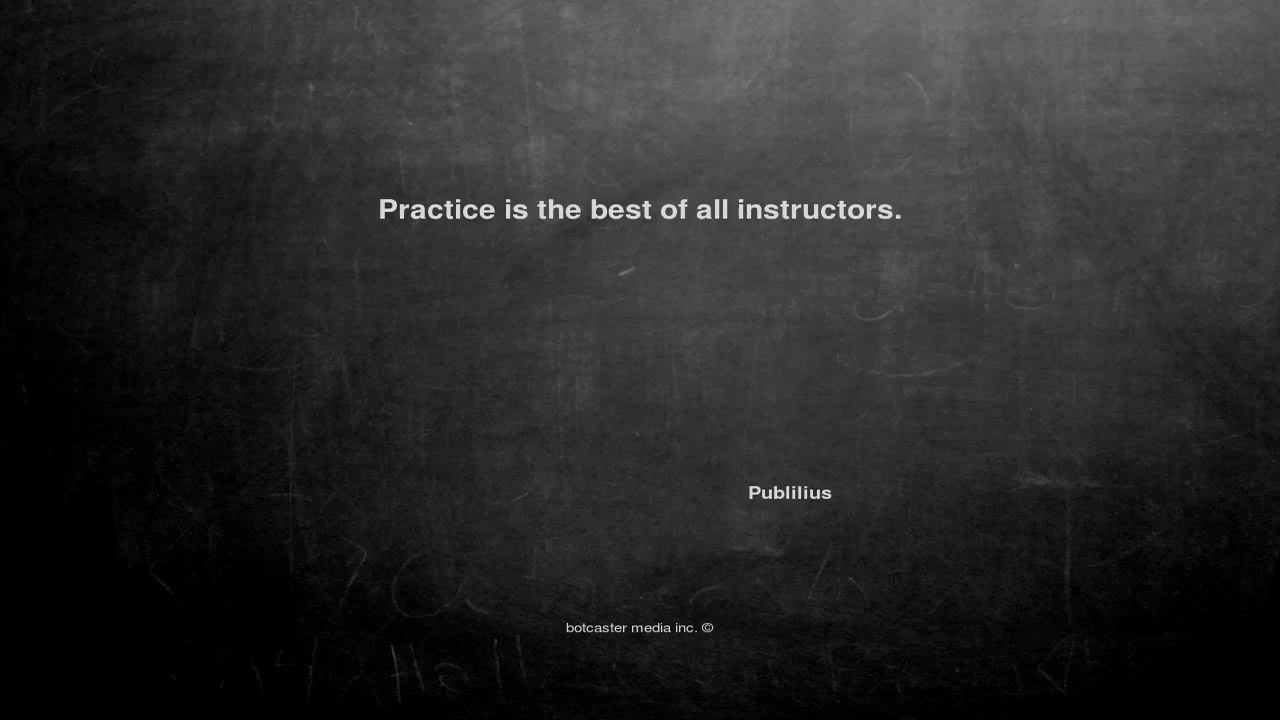 Practice is the best of all instructors.
Publilius
botcaster media inc. ©